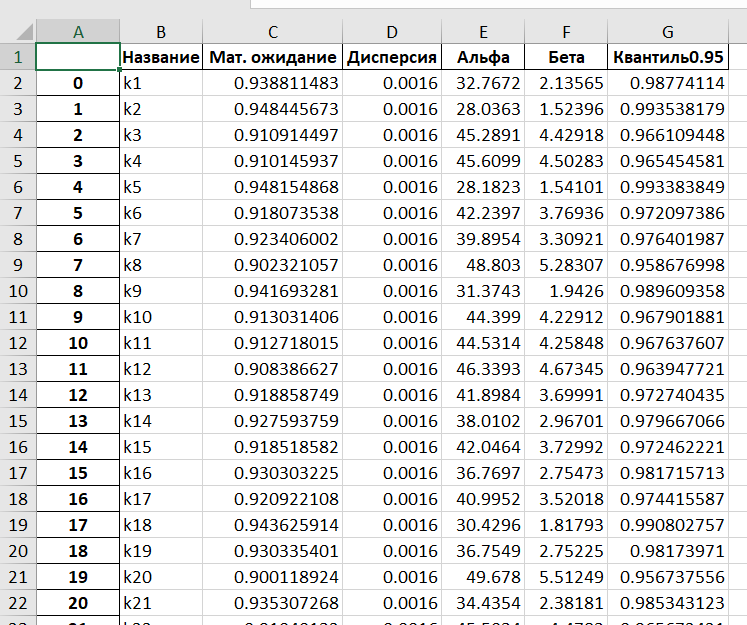 A B C D E F G
1 Название Мат. ожидание Дисперсия Альфа Бета Квантиль0.95
2 0 k1 0.938811483 0.0016 32.7672 2.13565 0.98774114
3 1 k2 0.948445673 0.0016 28.0363 1.52396 0.993538179
4 2 k3 0.910914497 0.0016 45.2891 4.42918 0.966109448
5 3 k4 0.910145937 0.0016 45.6099 4.50283 0.965454581
6 4 k5 0.948154868 0.0016 28.1823 1.54101 0.993383849
7 5 k6 0.918073538 0.0016 42.2397 3.76936 0.972097386
8 6 k7 0.923406002 0.0016 39.8954 3.30921 0.976401987
9 7 k8 0.902321057 0.0016 48.803 5.28307 0.958676998
10 8 k9 0.941693281 0.0016 31.3743 1.9426 0.989609358
11 9 k10 0.913031406 0.0016 44.399 4.22912 0.967901881
12 10 k11 0.912718015 0.0016 44.5314 4.25848 0.967637607
13 11 k12 0.908386627 0.0016 46.3393 4.67345 0.963947721
14 12 k13 0.918858749 0.0016 41.8984 3.69991 0.972740435
15 13 k14 0.927593759 0.0016 38.0102 2.96701 0.979667066
16 14 k15 0.918518582 0.0016 42.0464 3.72992 0.972462221
17 15 k16 0.930303225 0.0016 36.7697 2.75473 0.981715713
18 16 k17 0.920922108 0.0016 40.9952 3.52018 0.974415587
19 17 k18 0.943625914 0.0016 30.4296 1.81793 0.990802757
20 18 k19 0.930335401 0.0016 36.7549 2.75225 0.98173971
21 19 k20 0.900118924 0.0016 49.678 5.51249 0.956737556
22 20 k21 0.935307268 0.0016 34.4354 2.38181 0.985343123